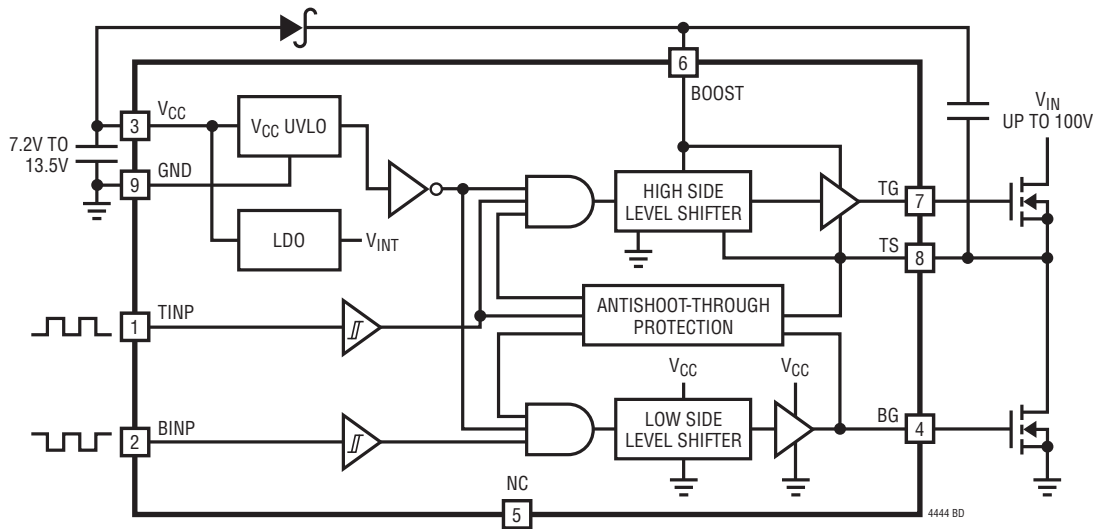 6
BOOST
VIN
UP TO 100V
3
VCC
VCC UVLO
7.2V TO
13.5V
9
GND
HIGH SIDE
LEVEL SHIFTER
TG
7
LDO
VINT
TS
8
ANTISHOOT-THROUGH
PROTECTION
1
TINP
VCC
VCC
LOW SIDE
LEVEL SHIFTER
BG
4
2
BINP
NC
5
4444 BD